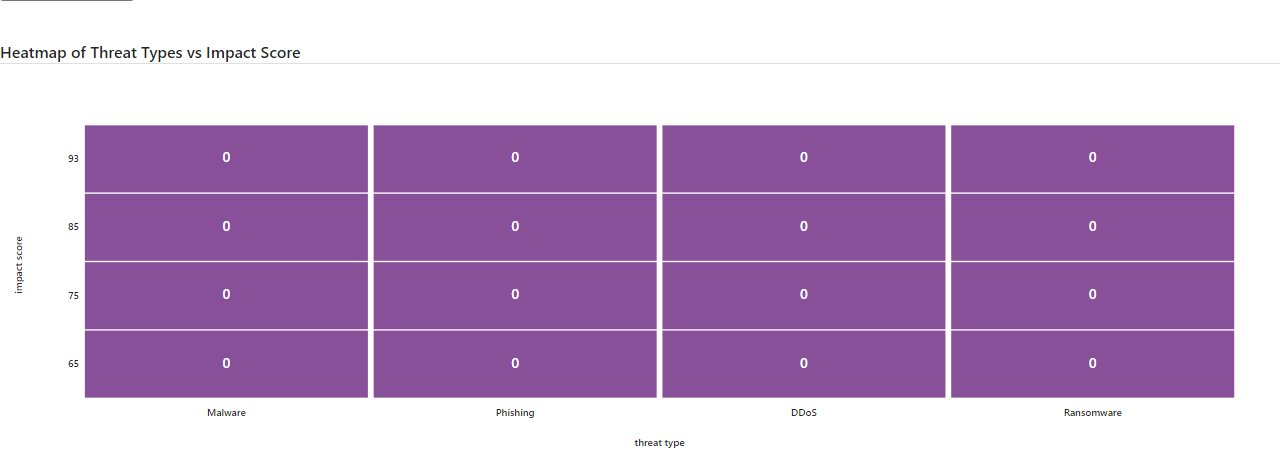 Heatmap of Threat Types vs Impact Score
impact score
93 0 0 0 0
85 0 0 0 0
75 0 0 0 0
65 0 0 0 0
Malware Phishing DDoS Ransomware
threat type